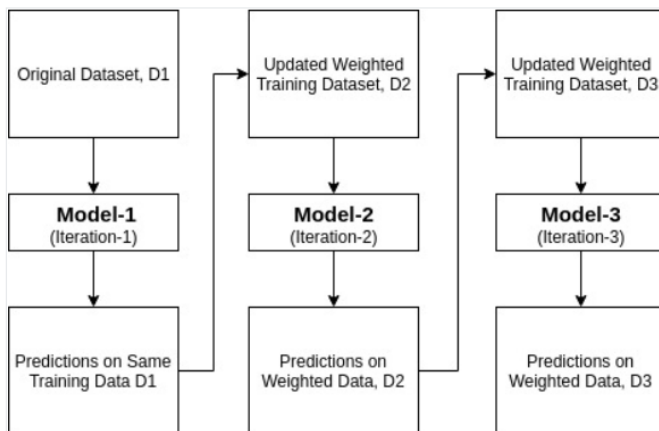 Original Dataset, D1
Model-1
(Iteration-1)
Predictions on Same
Training Data D1
Updated Weighted
Training Dataset, D2
Model-2
(Iteration-2)
Predictions on
Weighted Data, D2
Updated Weighted
Training Dataset, D3
Model-3
(Iteration-3)
Predictions on
Weighted Data, D3